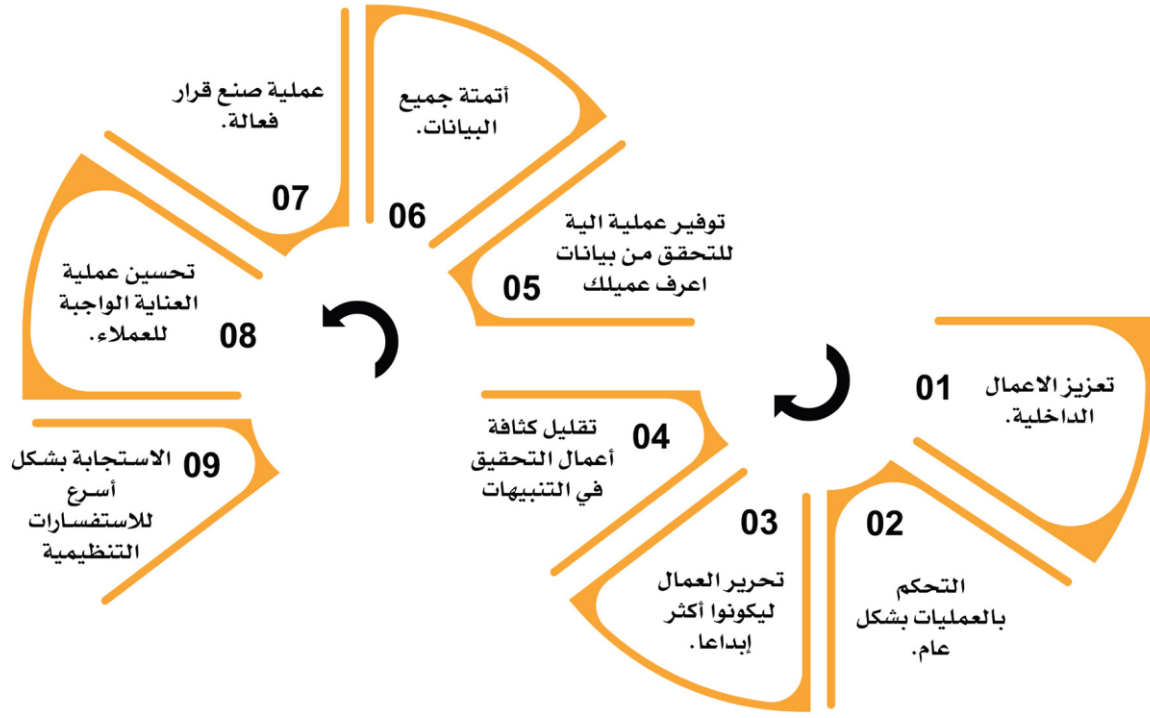 01
تعزيز الاعمال
الداخلية.
02
التحكم
بالعمليات بشكل
عام.
03
تحرير العمال
ليكونوا أكثر
إبداعا.
04
تقليل كثافة
أعمال التحقيق
في التنبيهات
05
توفير عملية الية
للتحقق من بيانات
اعرف عميلك
06
أتمتة جميع
البيانات.
07
عملية صنع قرار
فعالة.
08
تحسين عملية
العناية الواجبة
للعملاء.
09
الاستجابة بشكل
أسرع
للاستفسارات
التنظيمية